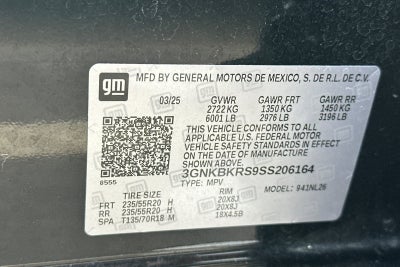 gm
MFD BY GENERAL MOTORS DE MEXICO, S. DE R.L. DE C.V.
03/25 GVWR GAWR FRT GAWR RR
2722 KG 1350 KG 1450 KG
6001 LB 2976 LB 3196 LB
THIS VEHICLE CONFORMS TO ALL APPLICABLE
U.S. FEDERAL MOTOR VEHICLE SAFETY
STANDARDS IN EFFECT ON THE DATE OF
MANUFACTURE SHOWN ABOVE.
3GNKBKRS9SS206164
8555 TYPE: MPV MODEL: 941NL26
TIRE SIZE RIM
FRT 235/55R20 H 20X8J
RR 235/55R20 H 20X8J
SPA T135/70R18 M 18X4.5B